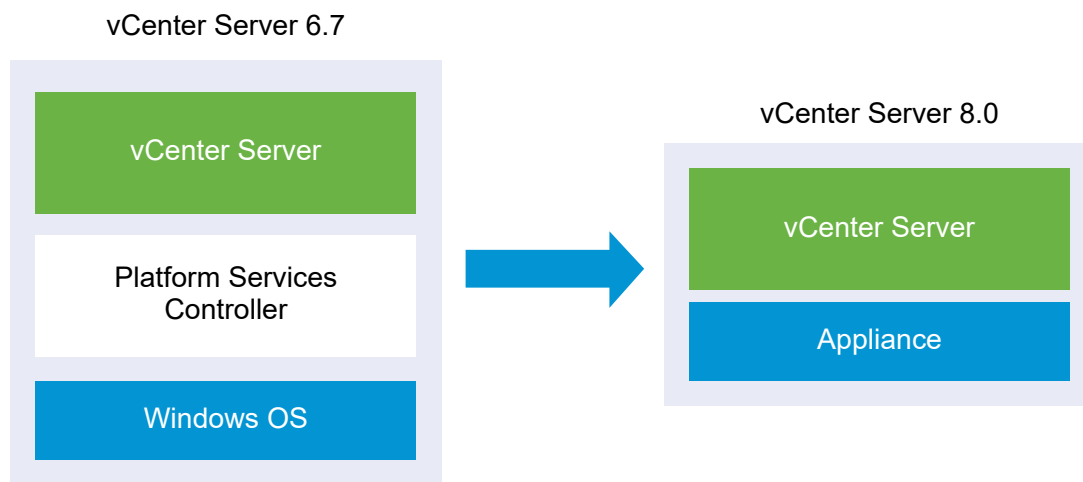 vCenter Server 6.7
vCenter Server
Platform Services
Controller
Windows OS
vCenter Server 8.0
vCenter Server
Appliance